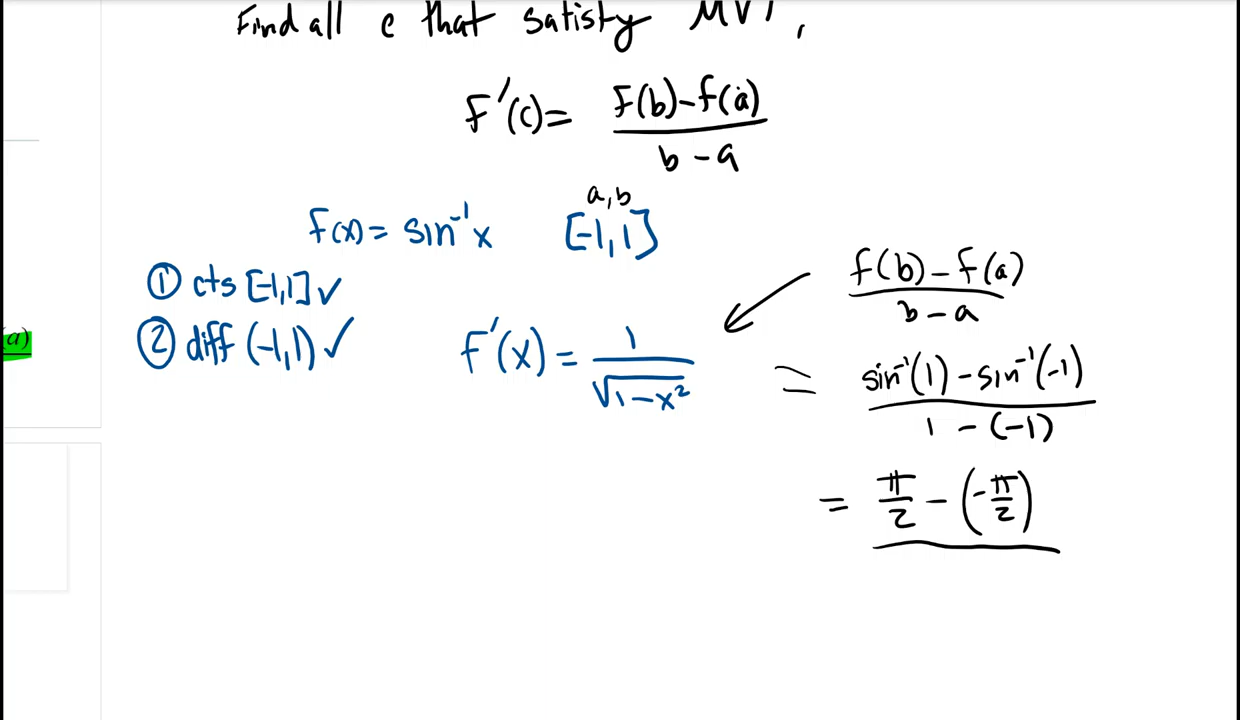 Find all c that satisfy MVT,
F'(c) = F(b) - f(a) / b - a
a, b
f(x) = sin⁻¹x [-1, 1]
① cts [-1,1] ✓
② diff (-1,1) ✓
F'(x) = 1 / √1-x²
f(b) - f(a) / b - a
= sin⁻¹(1) - sin⁻¹(-1) / 1 - (-1)
= π/2 - (-π/2)
(a)